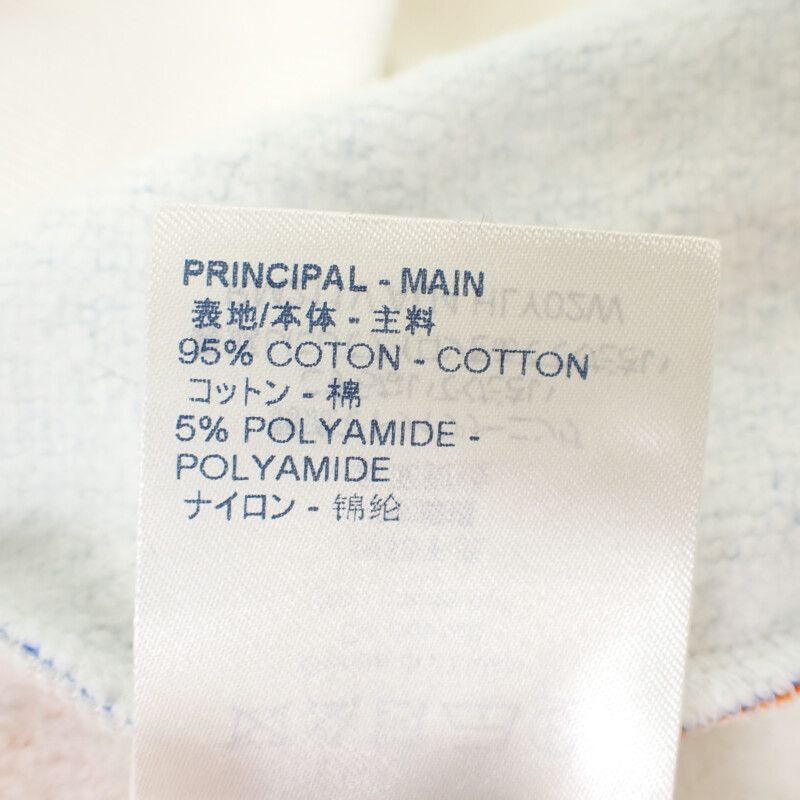 PRINCIPAL - MAIN
表地/本体 - 主料
95% COTON - COTTON
コットン - 棉
5% POLYAMIDE -
POLYAMIDE
ナイロン - 锦纶